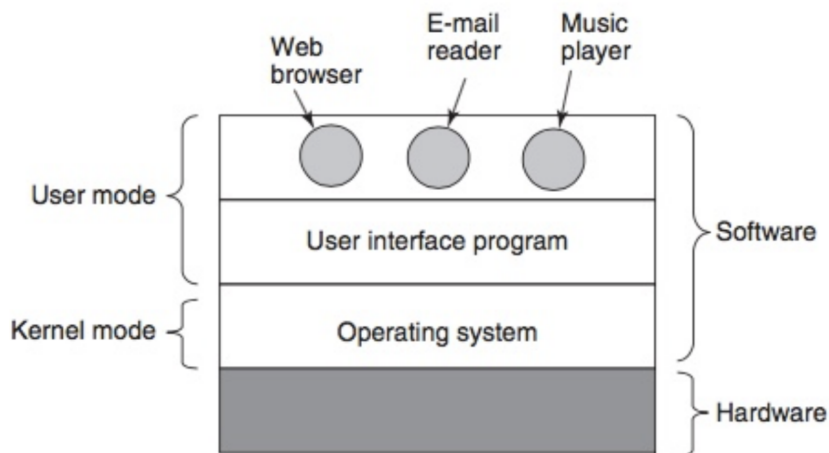 Web
browser
E-mail
reader
Music
player
User mode
User interface program
Software
Kernel mode
Operating system
Hardware